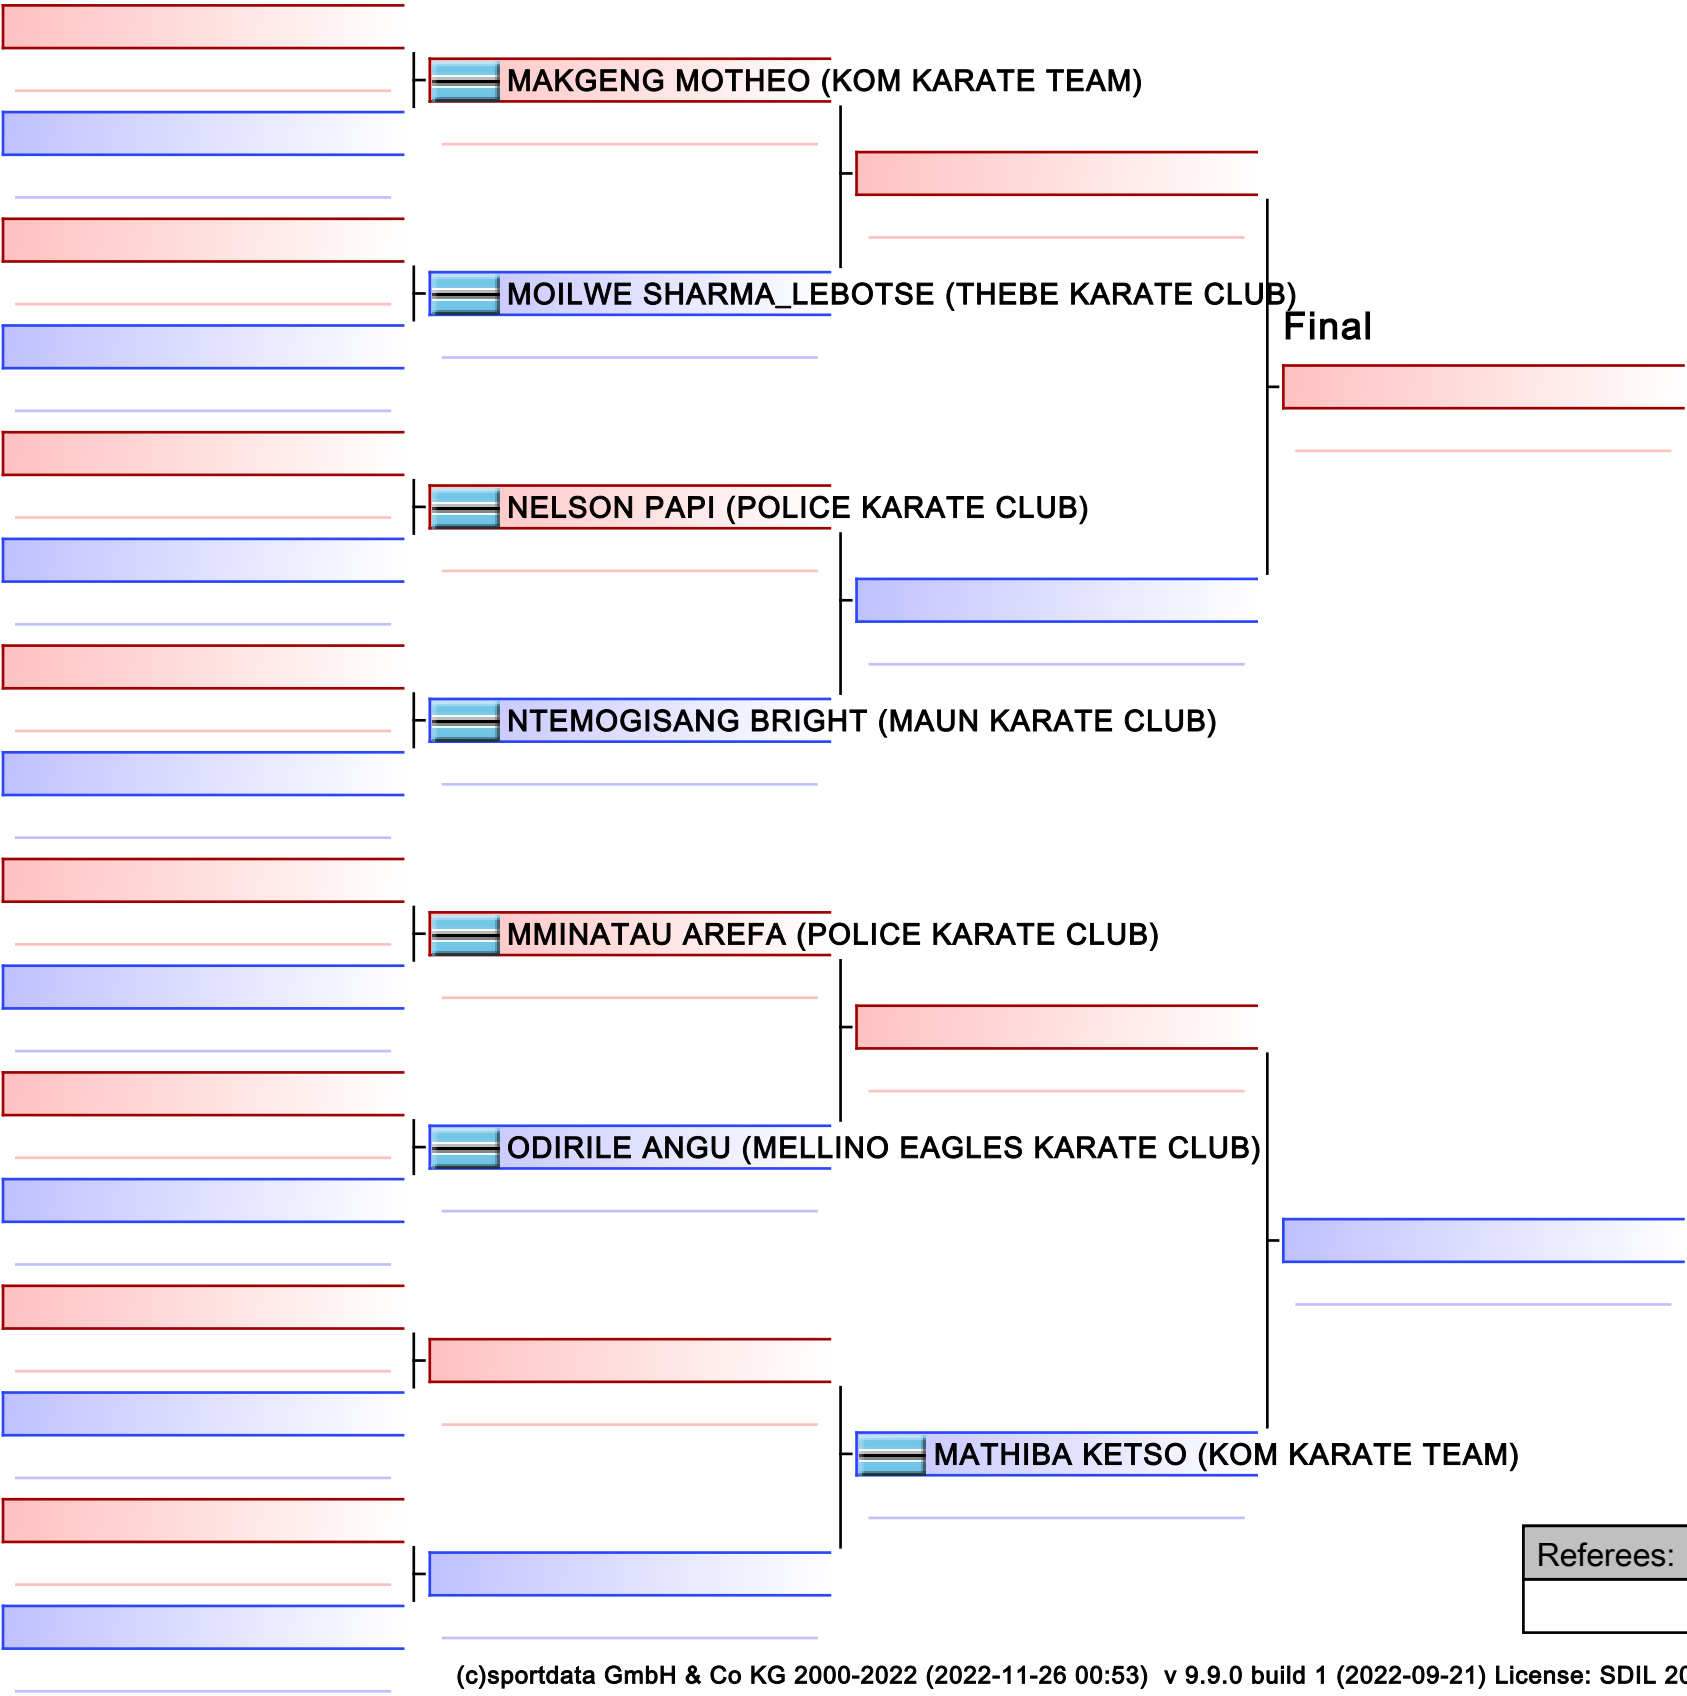 MAKGENG MOTHEO (KOM KARATE TEAM)
MOILWE SHARMA_LEBOTSE (THEBE KARATE CLUB)
Final
NELSON PAPI (POLICE KARATE CLUB)
NTEMOGISANG BRIGHT (MAUN KARATE CLUB)
MMINATAU AREFA (POLICE KARATE CLUB)
ODIRILE ANGU (MELLINO EAGLES KARATE CLUB)
MATHIBA KETSO (KOM KARATE TEAM)
Referees:
(c)sportdata GmbH & Co KG 2000-2022 (2022-11-26 00:53) v 9.9.0 build 1 (2022-09-21) License: SDIL 20